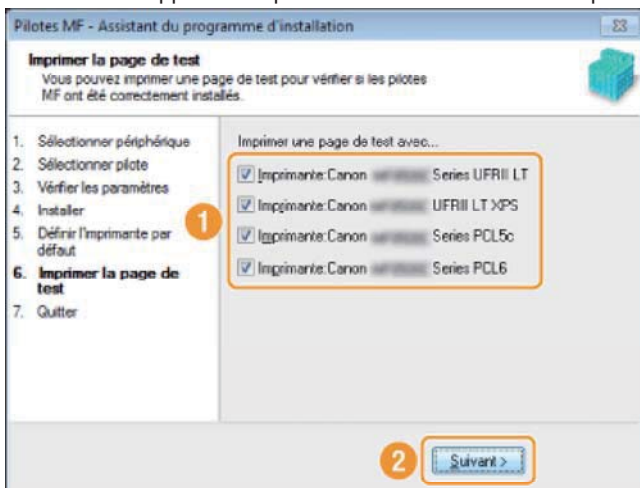 Pilotes MF - Assistant du programme d'installation
Imprimer la page de test
Vous pouvez imprimer une page de test pour vérifier si les pilotes
MF ont été correctement installés.
1. Sélectionner périphérique
2. Sélectionner pilote
3. Vérifier les paramètres
4. Installer
5. Définir l'imprimante par
défaut
6. Imprimer la page de
test
7. Quitter
Imprimer une page de test avec...
1
Imprimante:Canon Series UFRII LT
Imprimante:Canon UFRII LT XPS
Imprimante:Canon Series PCL5c
Imprimante:Canon Series PCL6
2
Suivant >